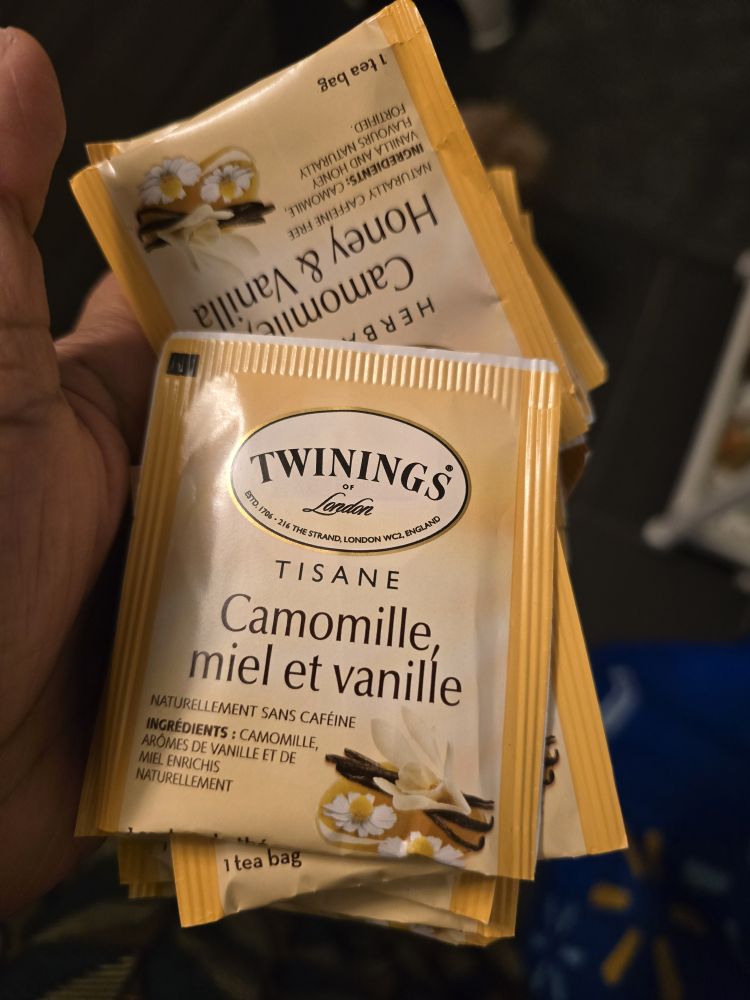 1 tea bag
INGREDIENTS: CAMOMILE,
VANILLA AND HONEY
FLAVOURS NATURALLY
FORTIFIED.
NATURALLY CAFFEINE FREE
Honey & Vanilla
Camomile,
HERBA
TWININGS®
OF
London
ESTD. 1706 - 216 THE STRAND, LONDON WC2, ENGLAND
TISANE
Camomille,
miel et vanille
NATURELLEMENT SANS CAFÉINE
INGRÉDIENTS : CAMOMILLE,
ARÔMES DE VANILLE ET DE
MIEL ENRICHIS
NATURELLEMENT
1 tea bag